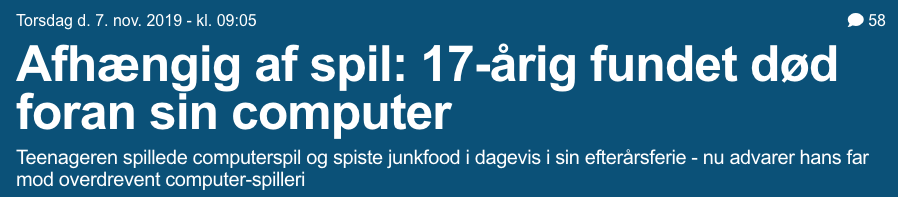 Torsdag d. 7. nov. 2019 - kl. 09:05 58
Afhængig af spil: 17-årig fundet død
foran sin computer
Teenageren spillede computerspil og spiste junkfood i dagevis i sin efterårsferie - nu advarer hans far
mod overdrevent computer-spilleri